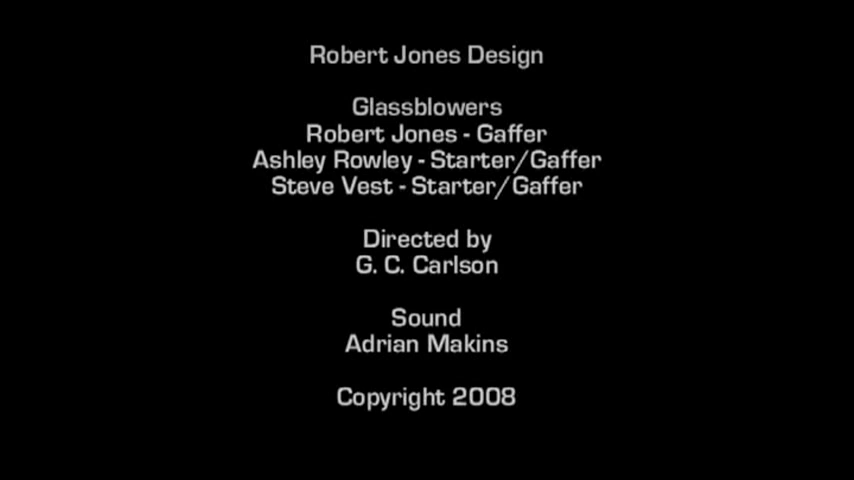 Robert Jones Design
Glassblowers
Robert Jones - Gaffer
Ashley Rowley - Starter/Gaffer
Steve Vest - Starter/Gaffer
Directed by
G. C. Carlson
Sound
Adrian Makins
Copyright 2008